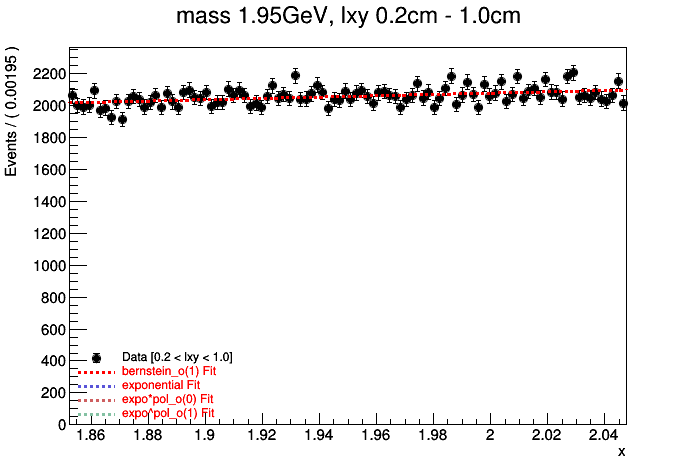 mass 1.95GeV, lxy 0.2cm - 1.0cm
Events / ( 0.00195 )
2200
2000
1800
1600
1400
1200
1000
800
600
400
200
0
Data [0.2 < lxy < 1.0]
bernstein_o(1) Fit
exponential Fit
expo*pol_o(0) Fit
expo^pol_o(1) Fit
1.86 1.88 1.9 1.92 1.94 1.96 1.98 2 2.02 2.04
x